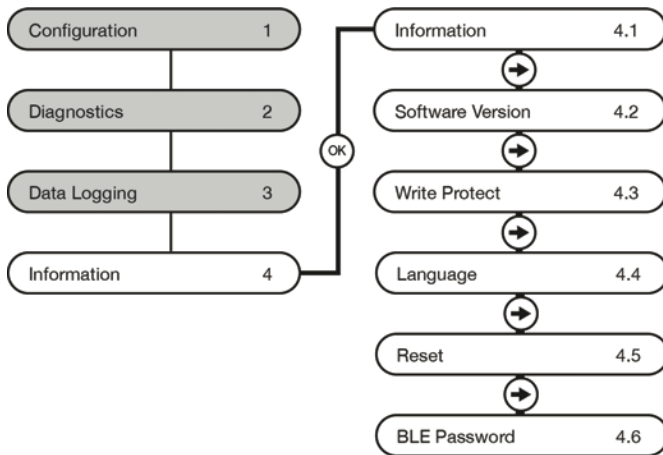 Configuration 1
Diagnostics 2
Data Logging 3
Information 4
OK
Information 4.1
Software Version 4.2
Write Protect 4.3
Language 4.4
Reset 4.5
BLE Password 4.6